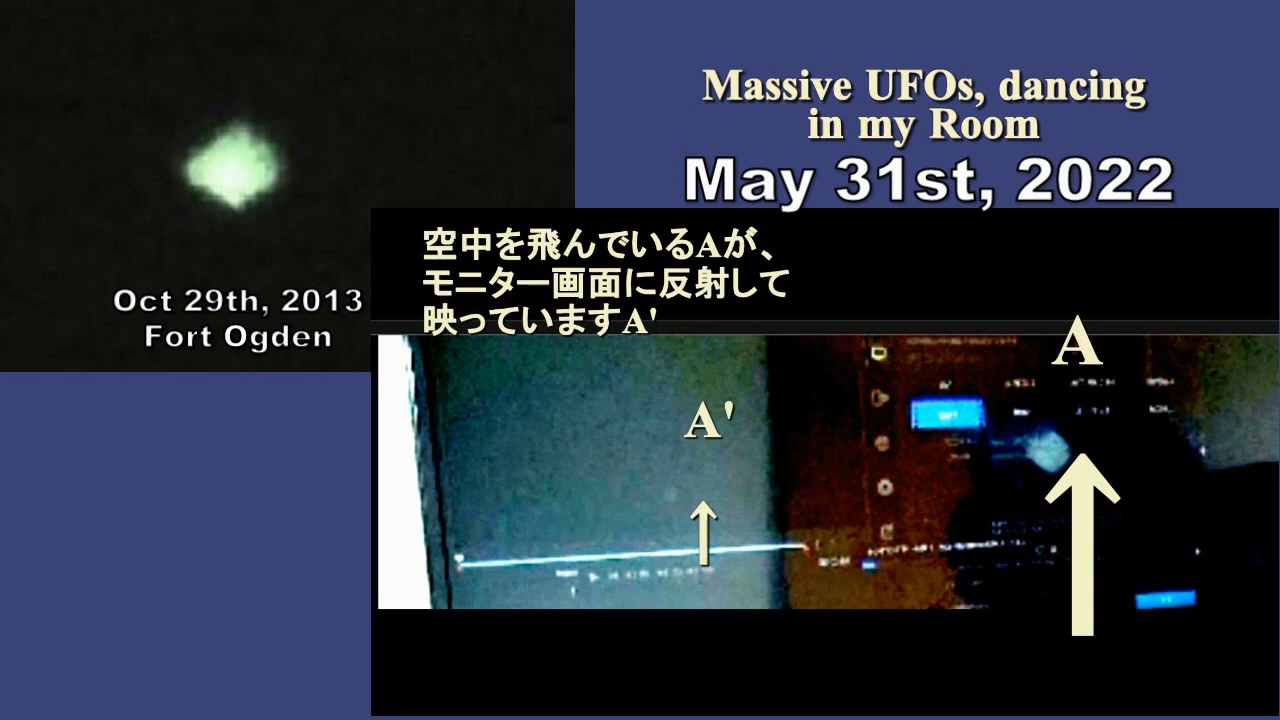 Massive UFOs, dancing
in my Room
May 31st, 2022
Oct 29th, 2013
Fort Ogden
空中を飛んでいるAが、
モニター画面に反射して
映っていますA'
A
A'